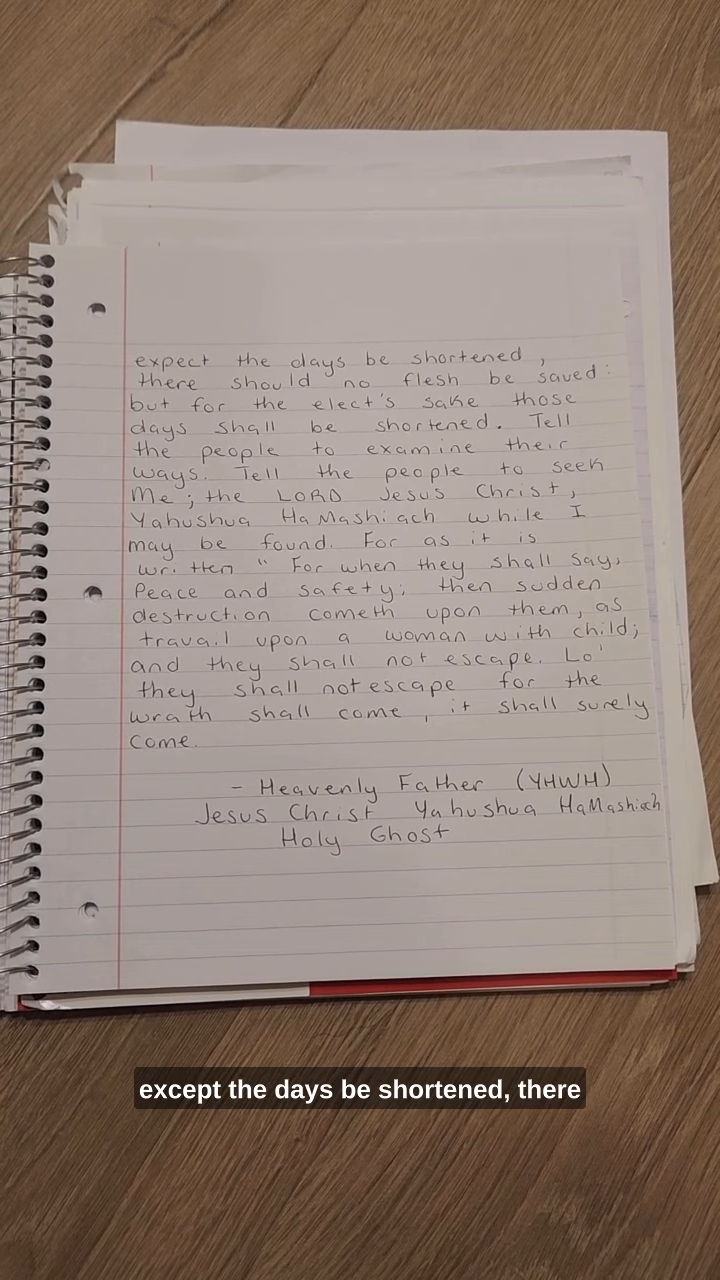 expect the days be shortened,
there should no flesh be saved:
but for the elect's sake those
days shall be shortened. Tell
the people to examine their
ways. Tell the people to seek
Me; the LORD Jesus Christ,
Yahushua HaMashiach while I
may be found. For as it is
written " For when they shall say,
Peace and safety; then sudden
destruction cometh upon them, as
travail upon a woman with child;
and they shall not escape. Lo'
they shall not escape for the
wrath shall come, it shall surely
come.
- Heavenly Father (YHWH)
Jesus Christ Yahushua HaMashiach
Holy Ghost
except the days be shortened, there